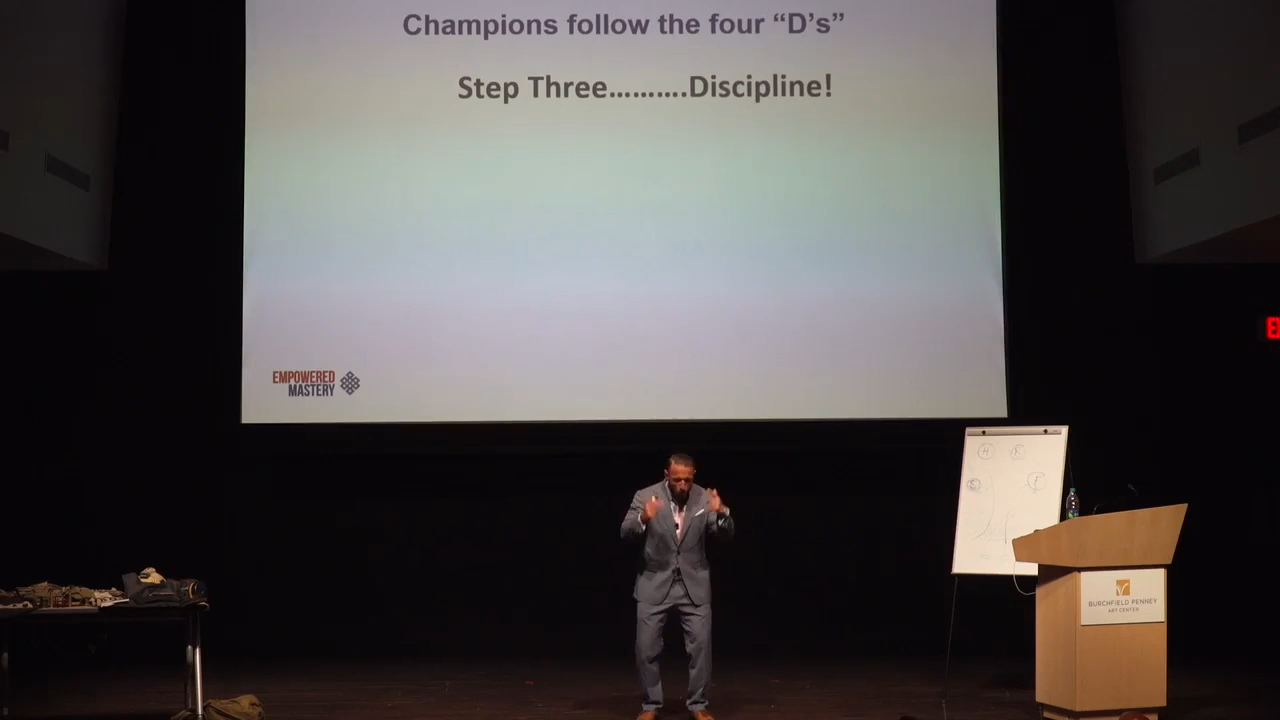 Champions follow the four “D’s”
Step Three..........Discipline!
EMPOWERED
MASTERY
BURCHFIELD PENNEY
ART CENTER